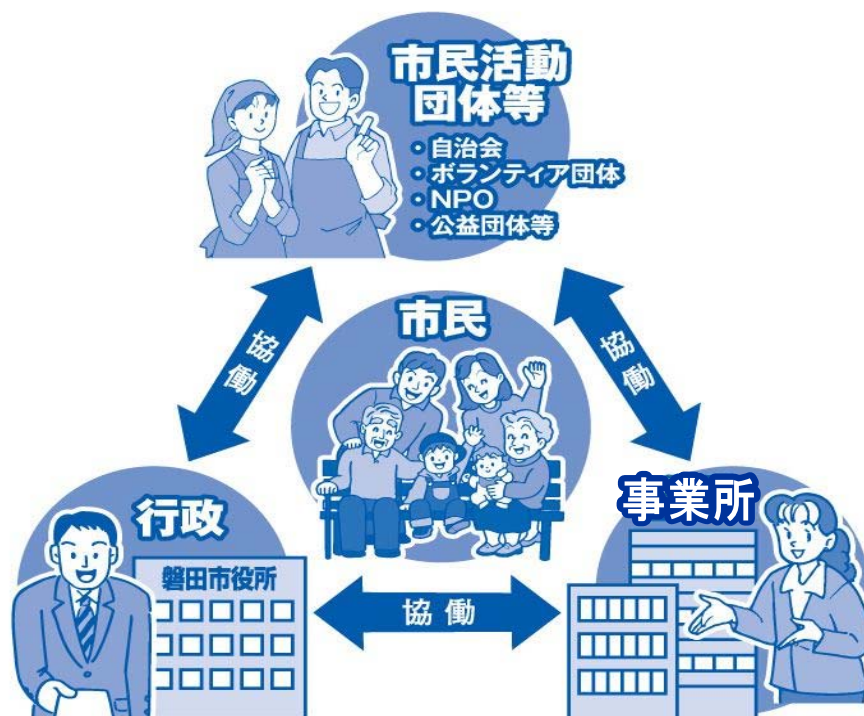 市民活動
団体等
・自治会
・ボランティア団体
・NPO
・公益団体等
協働
市民
協働
行政
磐田市役所
協働
事業所